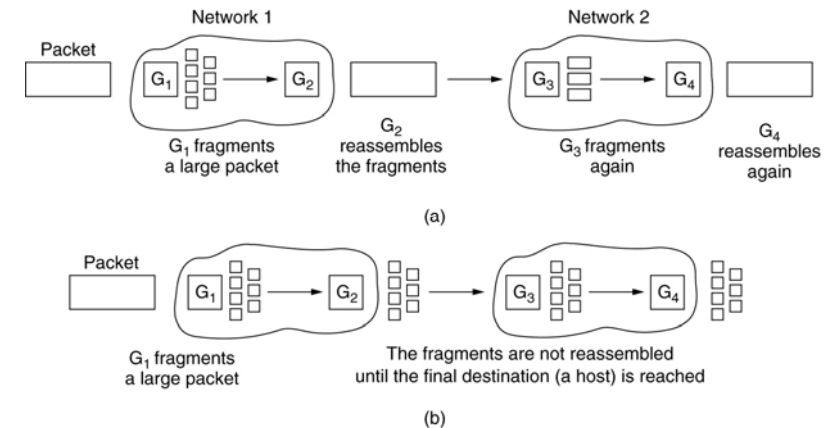 Network 1
Network 2
Packet
G₁
G₂
G₃
G₄
G₁ fragments
a large packet
G₂
reassembles
the fragments
G₃ fragments
again
G₄
reassembles
again
(a)
Packet
G₁
G₂
G₃
G₄
G₁ fragments
a large packet
The fragments are not reassembled
until the final destination (a host) is reached
(b)